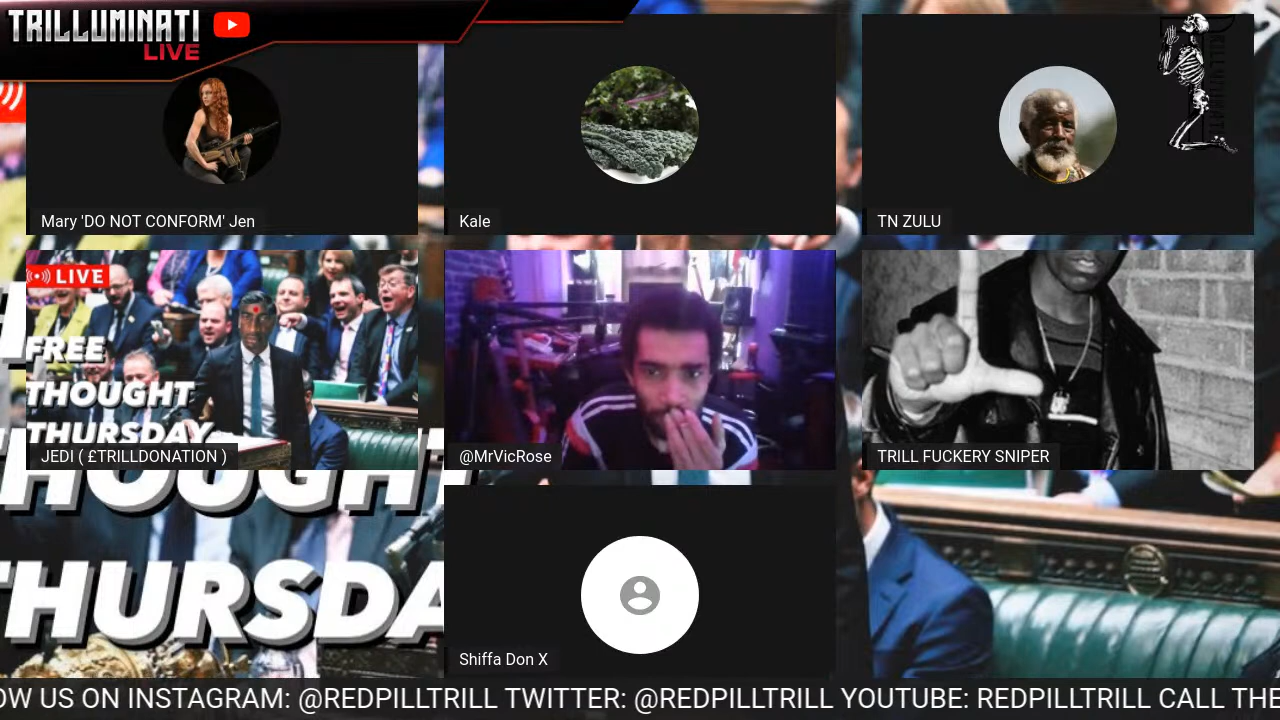 TRILLUMINATI
LIVE
Mary 'DO NOT CONFORM' Jen
Kale
TN ZULU
LIVE
FREE
THOUGHT
THURSDAY
JEDI ( £TRILLDONATION )
@MrVicRose
TRILL FUCKERY SNIPER
HOUGHT
THURSDA
Shiffa Don X
OW US ON INSTAGRAM: @REDPILLTRILL TWITTER: @REDPILLTRILL YOUTUBE: REDPILLTRILL CALL THE